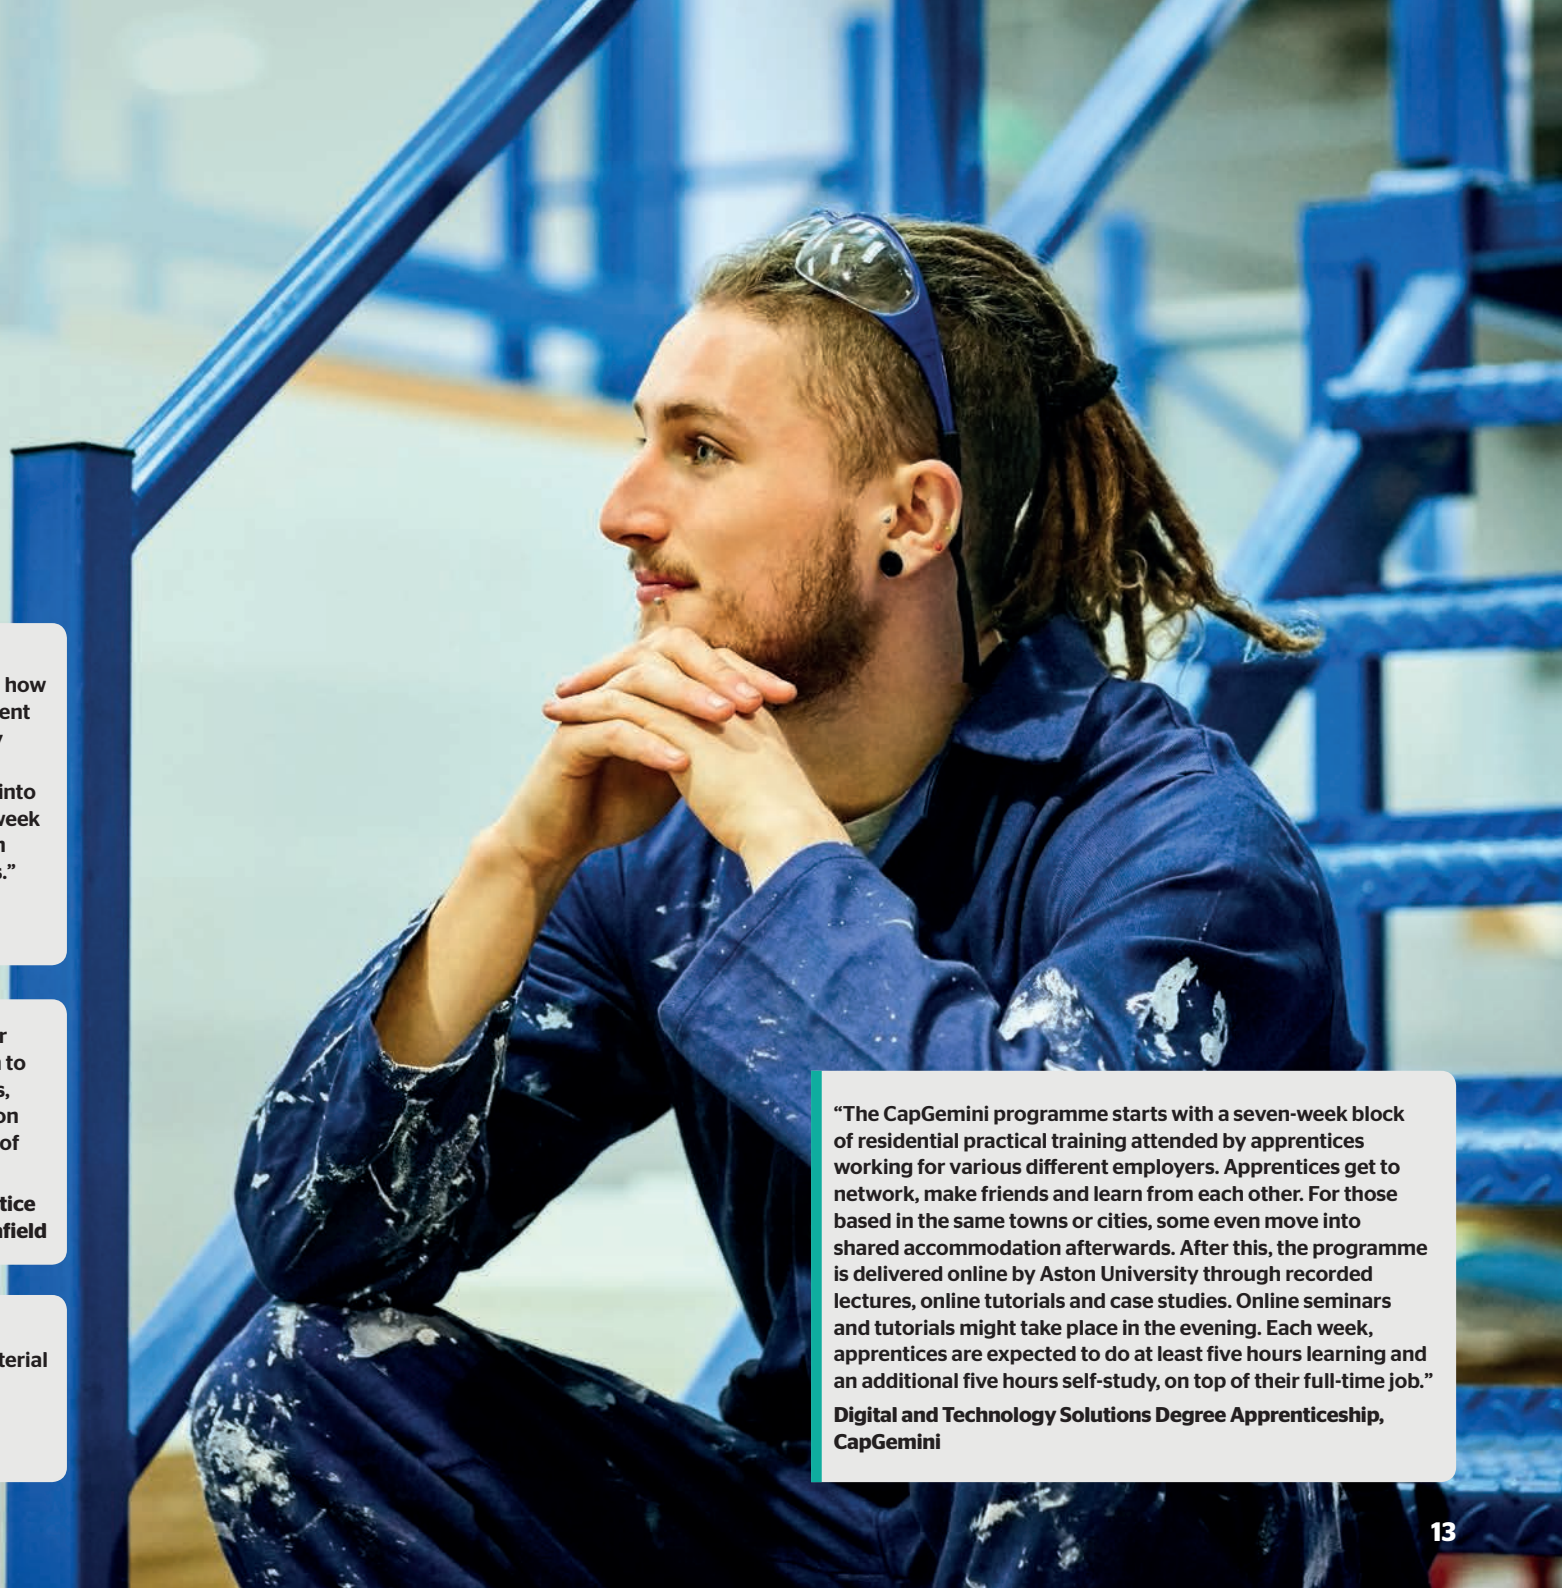 how
into
.”
to
of
“The CapGemini programme starts with a seven-week block
of residential practical training attended by apprentices
working for various different employers. Apprentices get to
network, make friends and learn from each other. For those
based in the same towns or cities, some even move into
shared accommodation afterwards. After this, the programme
is delivered online by Aston University through recorded
lectures, online tutorials and case studies. Online seminars
and tutorials might take place in the evening. Each week,
apprentices are expected to do at least five hours learning and
an additional five hours self-study, on top of their full-time job.”
Digital and Technology Solutions Degree Apprenticeship,
CapGemini
13